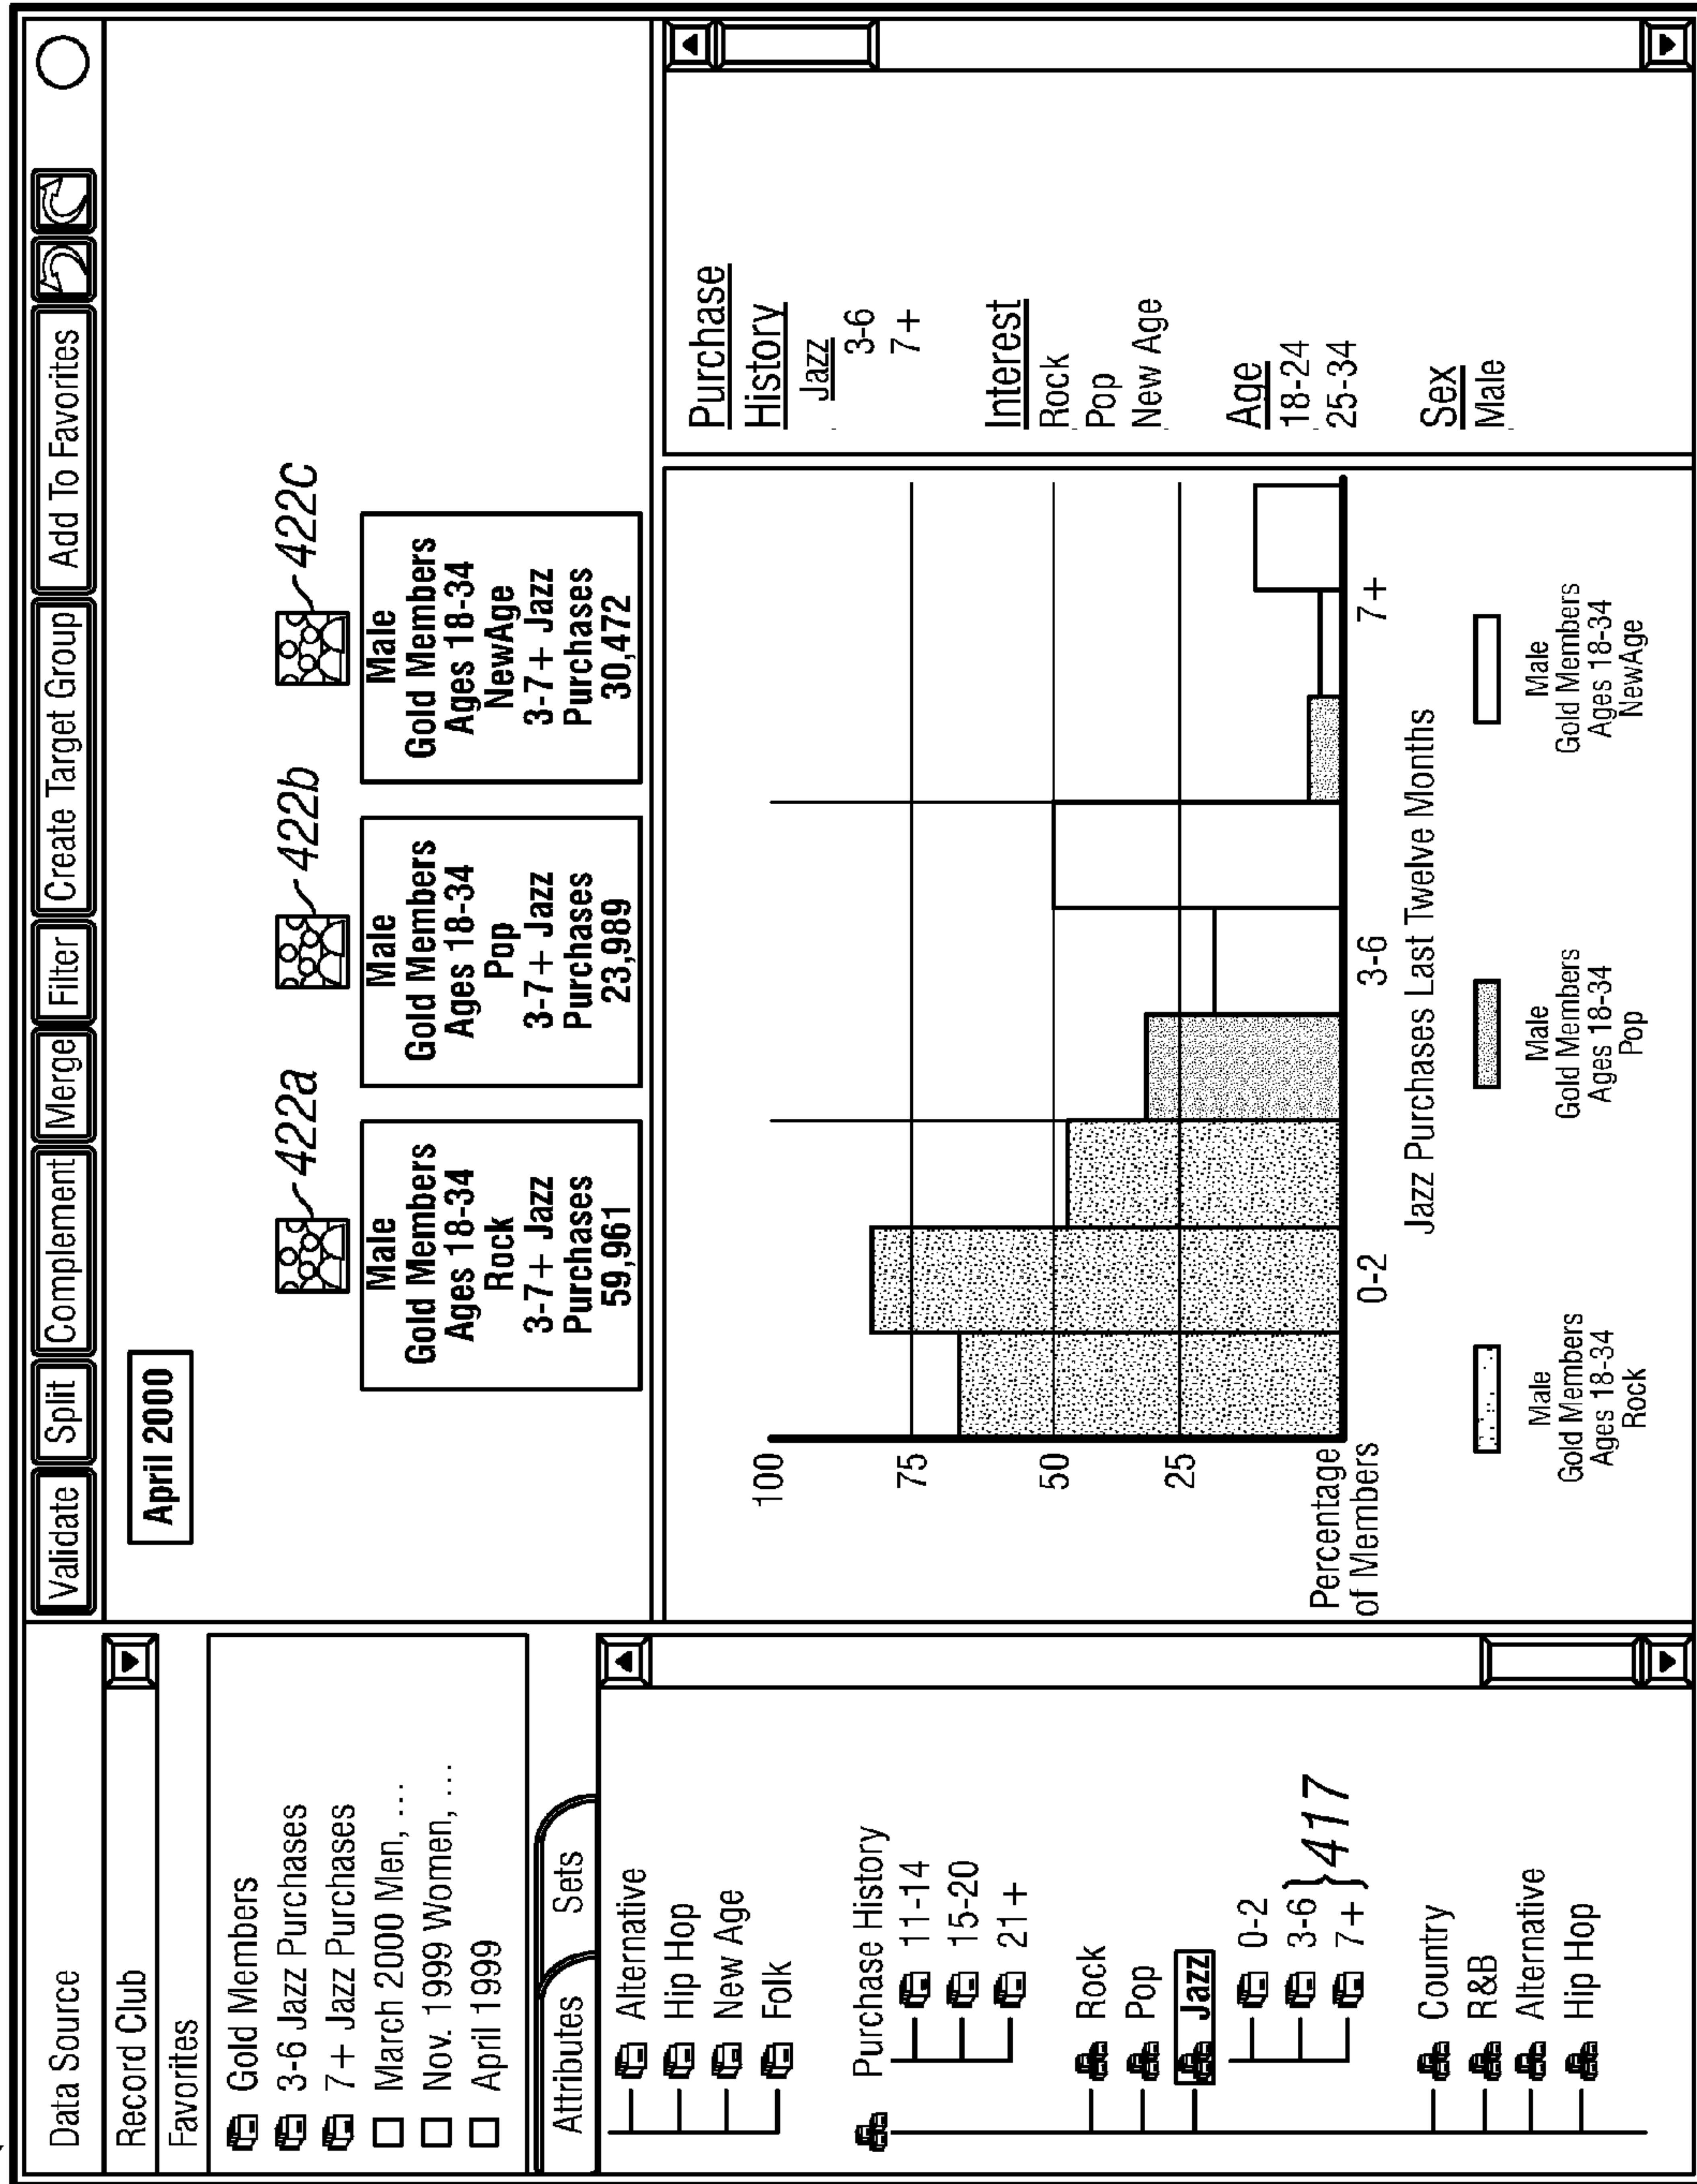 Data Source
Record Club
Favorites
Gold Members
3-6 Jazz Purchases
7+ Jazz Purchases
March 2000 Men, ...
Nov. 1999 Women, ...
April 1999
Attributes
Sets
Alternative
Hip Hop
New Age
Folk
Purchase History
11-14
15-20
21+
Rock
Pop
Jazz
0-2
3-6
7+
417
Country
R&B
Alternative
Hip Hop
Validate
Split
Complement
Merge
Filter
Create Target Group
Add To Favorites
April 2000
422a
Male
Gold Members
Ages 18-34
Rock
3-7+ Jazz
Purchases
59,961
422b
Male
Gold Members
Ages 18-34
Pop
3-7+ Jazz
Purchases
23,989
422c
Male
Gold Members
Ages 18-34
NewAge
3-7+ Jazz
Purchases
30,472
100
75
50
25
Percentage
of Members
0-2
3-6
7+
Jazz Purchases Last Twelve Months
Male
Gold Members
Ages 18-34
Rock
Male
Gold Members
Ages 18-34
Pop
Male
Gold Members
Ages 18-34
NewAge
Purchase
History
Jazz
3-6
7+
Interest
Rock
Pop
New Age
Age
18-24
25-34
Sex
Male